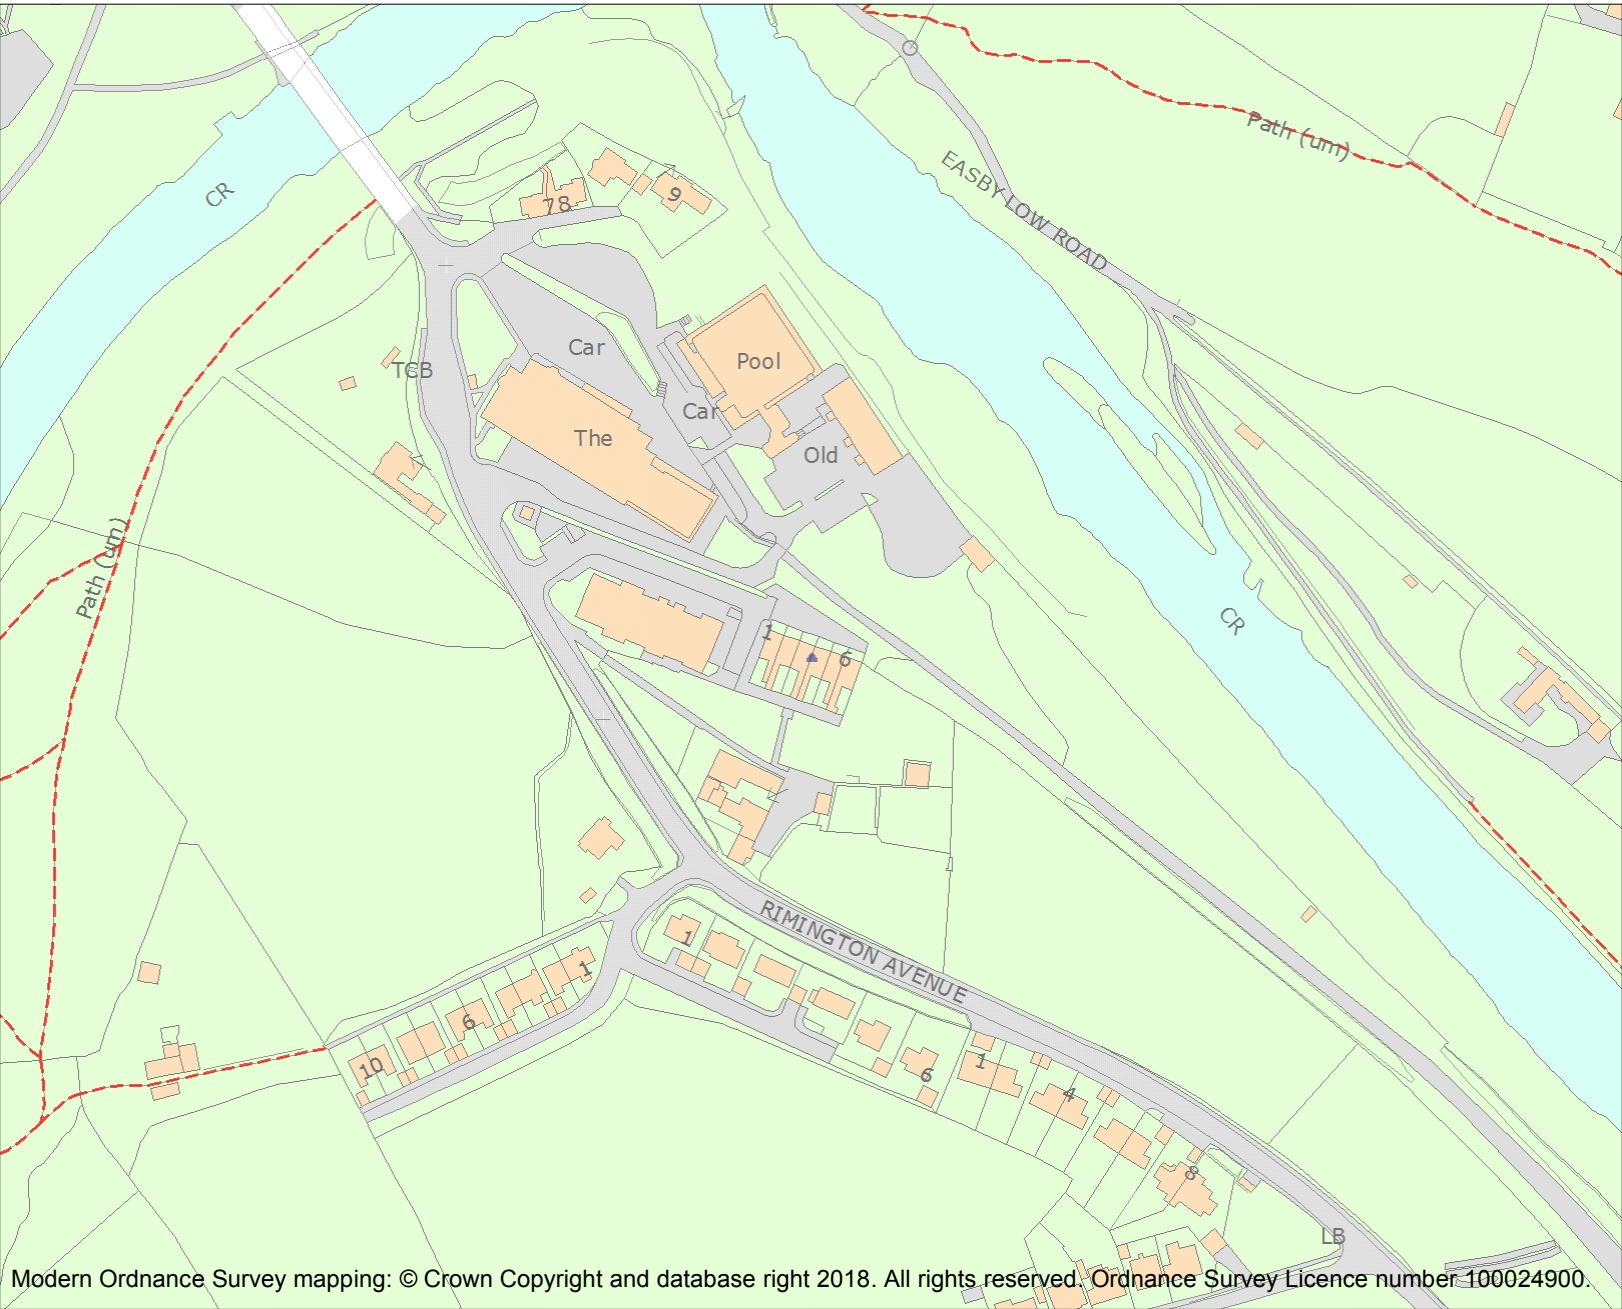 Path (um)
EASBY LOW ROAD
CR
78
9
Car
Pool
TCB
Car
The
Old
Path (um)
CR
1
6
RIMINGTON AVENUE
1
1
6
10
6
1
4
8
LB
Modern Ordnance Survey mapping: © Crown Copyright and database right 2018. All rights reserved. Ordnance Survey Licence number 100024900.